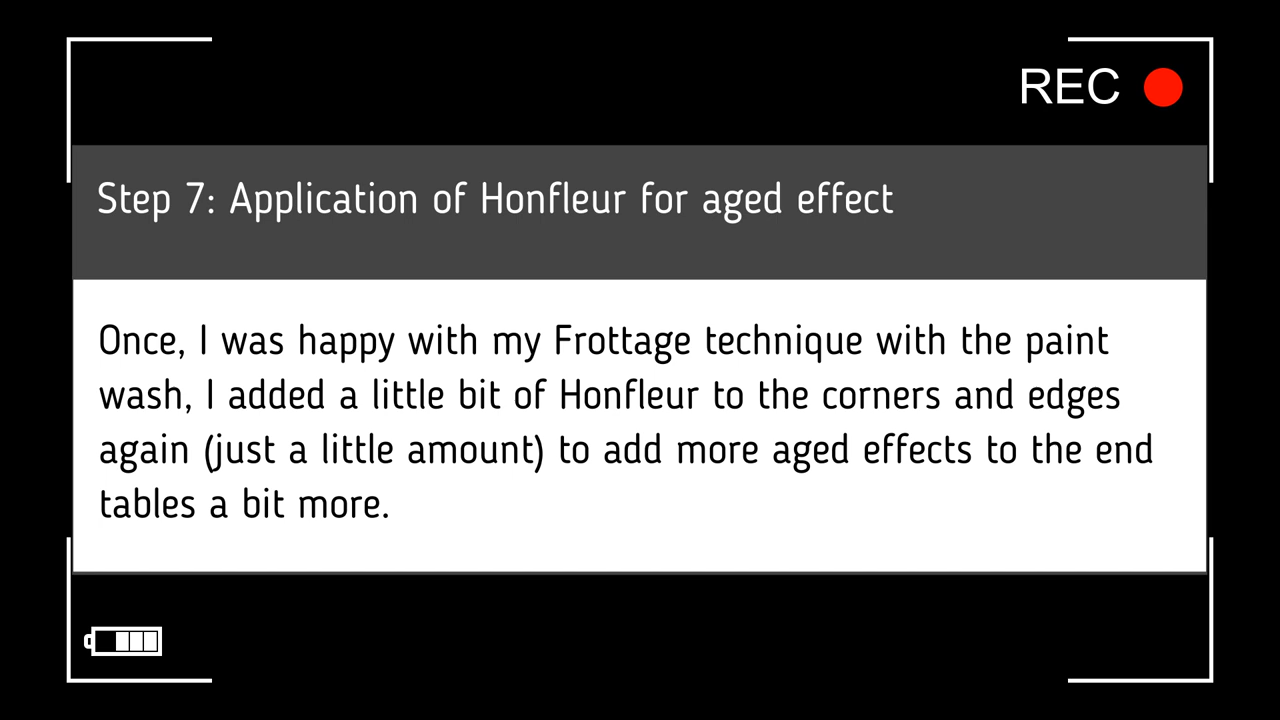 REC
Step 7: Application of Honfleur for aged effect
Once, I was happy with my Frottage technique with the paint
wash, I added a little bit of Honfleur to the corners and edges
again (just a little amount) to add more aged effects to the end
tables a bit more.